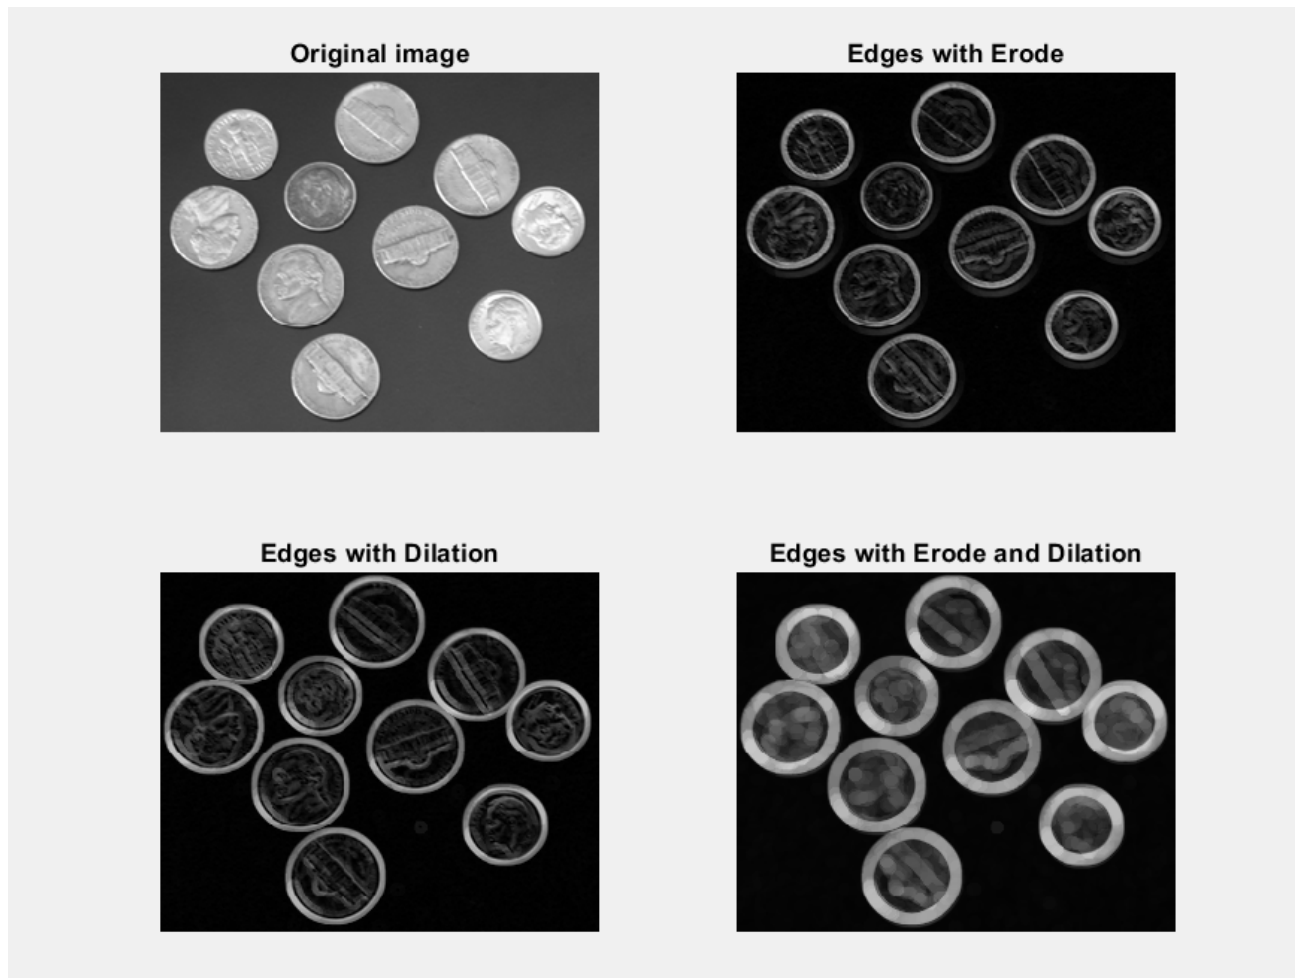 Original image
Edges with Erode
Edges with Dilation
Edges with Erode and Dilation